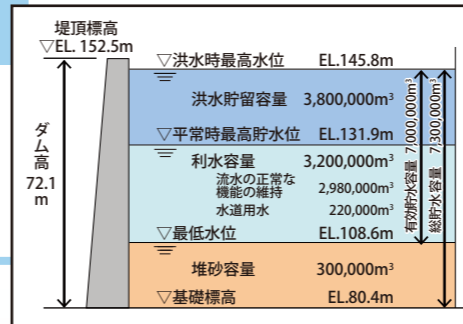 堤頂標高
▽EL. 152.5m
▽洪水時最高水位 EL.145.8m
洪水貯留容量 3,800,000m³
▽平常時最高貯水位 EL.131.9m
利水容量 3,200,000m³
流水の正常な
機能の維持 2,980,000m³
水道用水 220,000m³
▽最低水位 EL.108.6m
堆砂容量 300,000m³
▽基礎標高 EL.80.4m
ダム高
72.1
m
有効貯水容量 7,000,000m³
総貯水容量 7,300,000m³